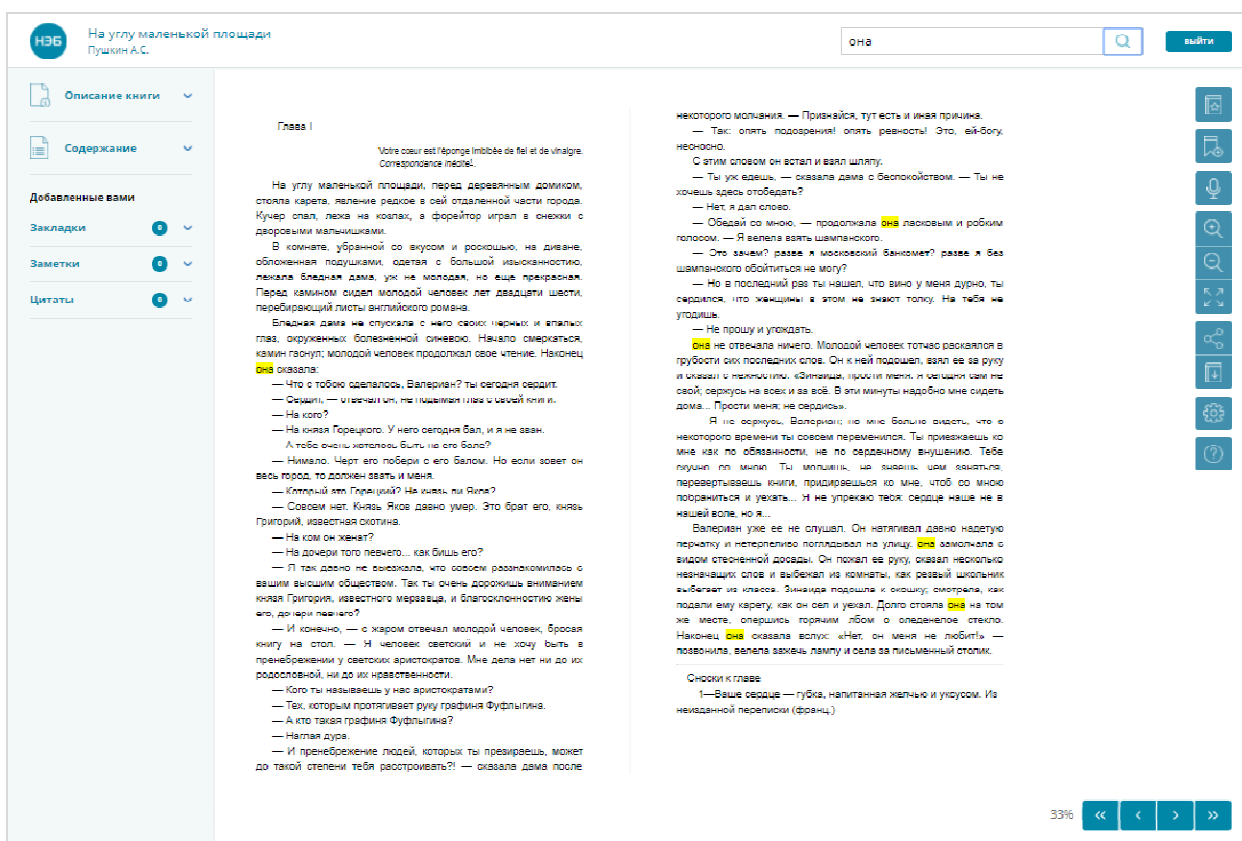 НЭБ
На углу маленькой площади
Пушкин А.С.
она
выйти
Описание книги
Содержание
Добавленные вами
Закладки 0
Заметки 0
Цитаты 0
Глава I
'Votre cœur est l'éponge imbibée de fiel et de vinaigre.
Correspondance inédite¹.
На углу маленькой площади, перед деревянным домиком,
стояла карета, явление редкое в сей отдаленной части города.
Кучер спал, лежа на козлах, а форейтор играл в снежки с
дворовыми мальчишками.
В комнате, убранной со вкусом и роскошью, на диване,
обложенная подушками, одетая с большой изысканностию,
лежала бледная дама, уж не молодая, но еще прекрасная.
Перед камином сидел молодой человек лет двадцати шести,
перебирающий листы английского романа.
Бледная дама не спускала с него своих черных и впалых
глаз, окруженных болезненной синевою. Начало смеркаться,
камин гаснул; молодой человек продолжал свое чтение. Наконец
она сказала:
— Что с тобою сделалось, Валериан? ты сегодня сердит.
— Сердит, — отвечал он, не подымая глаз с своей книги.
— На кого?
— На князя Горецкого. У него сегодня бал, и я не зван.
А тебе очень хотелось быть на его бале?
— Нимало. Черт его побери с его балом. Но если зовет он
весь город, то должен звать и меня.
— Который это Горецкий? Не князь ли Яков?
— Совсем нет. Князь Яков давно умер. Это брат его, князь
Григорий, известная скотина.
— На ком он женат?
— На дочери того певчего... как бишь его?
— Я так давно не выезжала, что совсем раззнакомилась с
вашим высшим обществом. Так ты очень дорожишь вниманием
князя Григория, известного мерзавца, и благосклонностию жены
его, дочери певчего?
— И конечно, — с жаром отвечал молодой человек, бросая
книгу на стол. — Я человек светский и не хочу быть в
пренебрежении у светских аристократов. Мне дела нет ни до их
родословной, ни до их нравственности.
— Кого ты называешь у нас аристократами?
— Тех, которым протягивает руку графиня Фуфлыгина.
— А кто такая графиня Фуфлыгина?
— Наглая дура.
— И пренебрежение людей, которых ты презираешь, может
до такой степени тебя расстроивать?! — сказала дама после
некоторого молчания. — Признайся, тут есть и иная причина.
— Так: опять подозрения! опять ревность! Это, ей-богу,
несносно.
С этим словом он встал и взял шляпу.
— Ты уж едешь, — сказала дама с беспокойством. — Ты не
хочешь здесь отобедать?
— Нет, я дал слово.
— Обедай со мною, — продолжала она ласковым и робким
голосом. — Я велела взять шампанского.
— Это зачем? разве я московский банкомет? разве я без
шампанского обойтиться не могу?
— Но в последний раз ты нашел, что вино у меня дурно, ты
сердился, что женщины в этом не знают толку. На тебя не
угодишь.
— Не прошу и угождать.
она не отвечала ничего. Молодой человек тотчас раскаялся в
грубости сих последних слов. Он к ней подошел, взял ее за руку
и сказал с нежностию: «Зинаида, прости меня: я сегодня сам не
свой; сержусь на всех и за всё. В эти минуты надобно мне сидеть
дома... Прости меня; не сердись».
Я не сержусь, Валериан; но мне больно видеть, что с
некоторого времени ты совсем переменился. Ты приезжаешь ко
мне как по обязанности, не по сердечному внушению. Тебе
скучно со мною. Ты молчишь, не знаешь чем заняться,
перевертываешь книги, придираешься ко мне, чтоб со мною
побраниться и уехать... Я не упрекаю тебя: сердце наше не в
нашей воле, но я...
Валериан уже ее не слушал. Он натягивал давно надетую
перчатку и нетерпеливо поглядывал на улицу. она замолчала с
видом стесненной досады. Он пожал ее руку, сказал несколько
незначащих слов и выбежал из комнаты, как резвый школьник
выбегает из класса. Зинаида подошла к окошку; смотрела, как
подали ему карету, как он сел и уехал. Долго стояла она на том
же месте, опершись горячим лбом о оледенелое стекло.
Наконец она сказала вслух: «Нет, он меня не любит!» —
позвонила, велела зажечь лампу и села за письменный столик.
Сноски к главе
1—Ваше сердце — губка, напитанная желчью и уксусом. Из
неизданной переписки (франц.)
33%